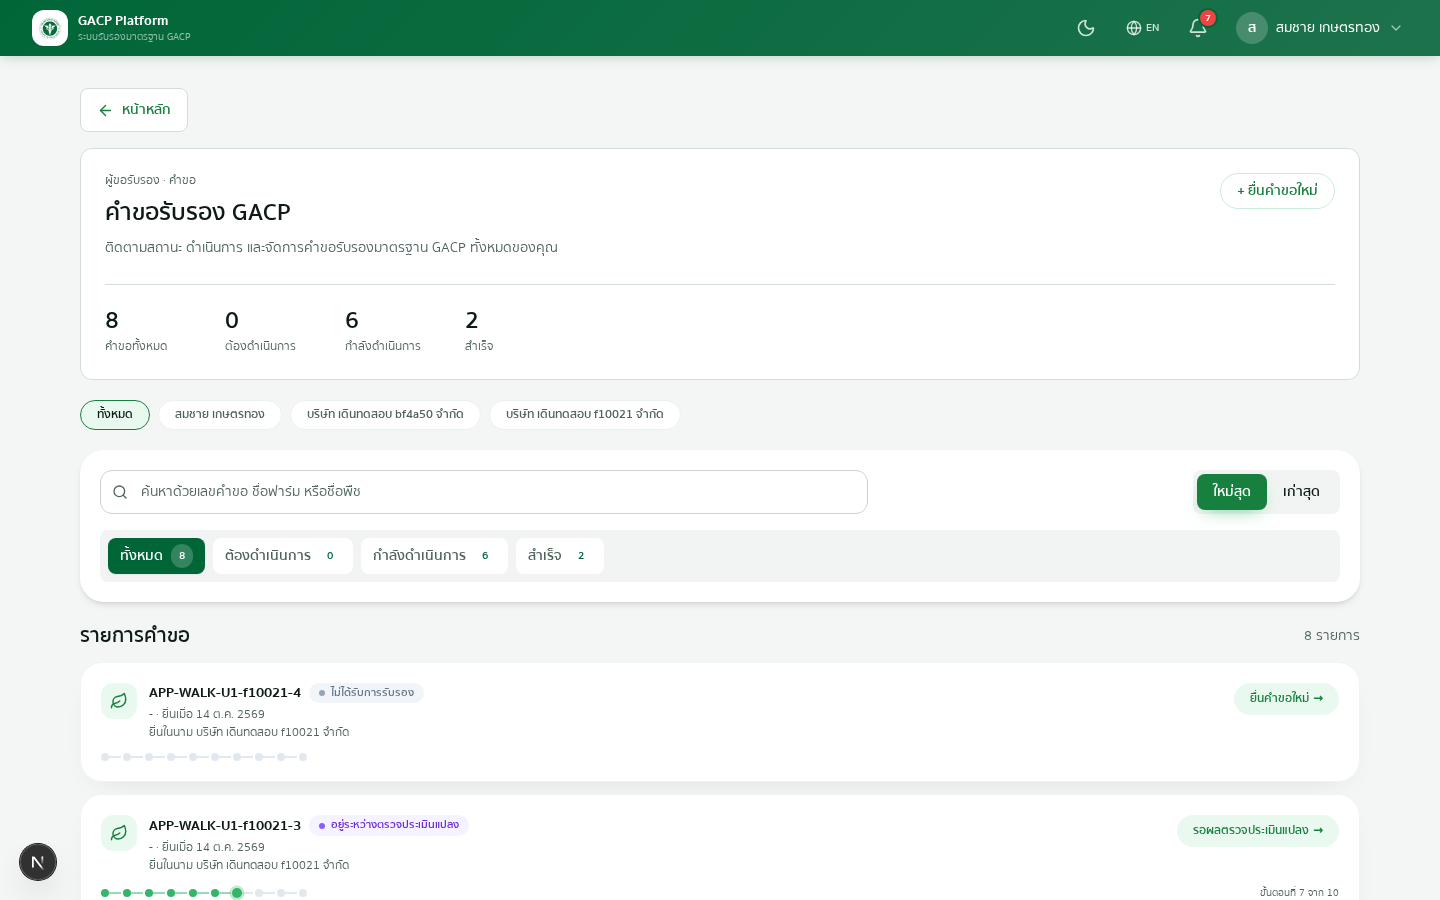 GACP Platform
ระบบรับรองมาตรฐาน GACP
EN
7
ส
สมชาย เกษตรทอง
หน้าหลัก
ผู้ขอรับรอง · คำขอ
คำขอรับรอง GACP
+ ยื่นคำขอใหม่
ติดตามสถานะ ดำเนินการ และจัดการคำขอรับรองมาตรฐาน GACP ทั้งหมดของคุณ
8
คำขอทั้งหมด
0
ต้องดำเนินการ
6
กำลังดำเนินการ
2
สำเร็จ
ทั้งหมด
สมชาย เกษตรทอง
บริษัท เดินทดสอบ bf4a50 จำกัด
บริษัท เดินทดสอบ f10021 จำกัด
ค้นหาด้วยเลขคำขอ ชื่อฟาร์ม หรือชื่อพืช
ใหม่สุด
เก่าสุด
ทั้งหมด 8
ต้องดำเนินการ 0
กำลังดำเนินการ 6
สำเร็จ 2
รายการคำขอ
8 รายการ
APP-WALK-U1-f10021-4
ไม่ได้รับการรับรอง
ยื่นคำขอใหม่ →
- · ยื่นเมื่อ 14 ต.ค. 2569
ยื่นในนาม บริษัท เดินทดสอบ f10021 จำกัด
APP-WALK-U1-f10021-3
อยู่ระหว่างตรวจประเมินแปลง
รอผลตรวจประเมินแปลง →
- · ยื่นเมื่อ 14 ต.ค. 2569
ยื่นในนาม บริษัท เดินทดสอบ f10021 จำกัด
ขั้นตอนที่ 7 จาก 10
N